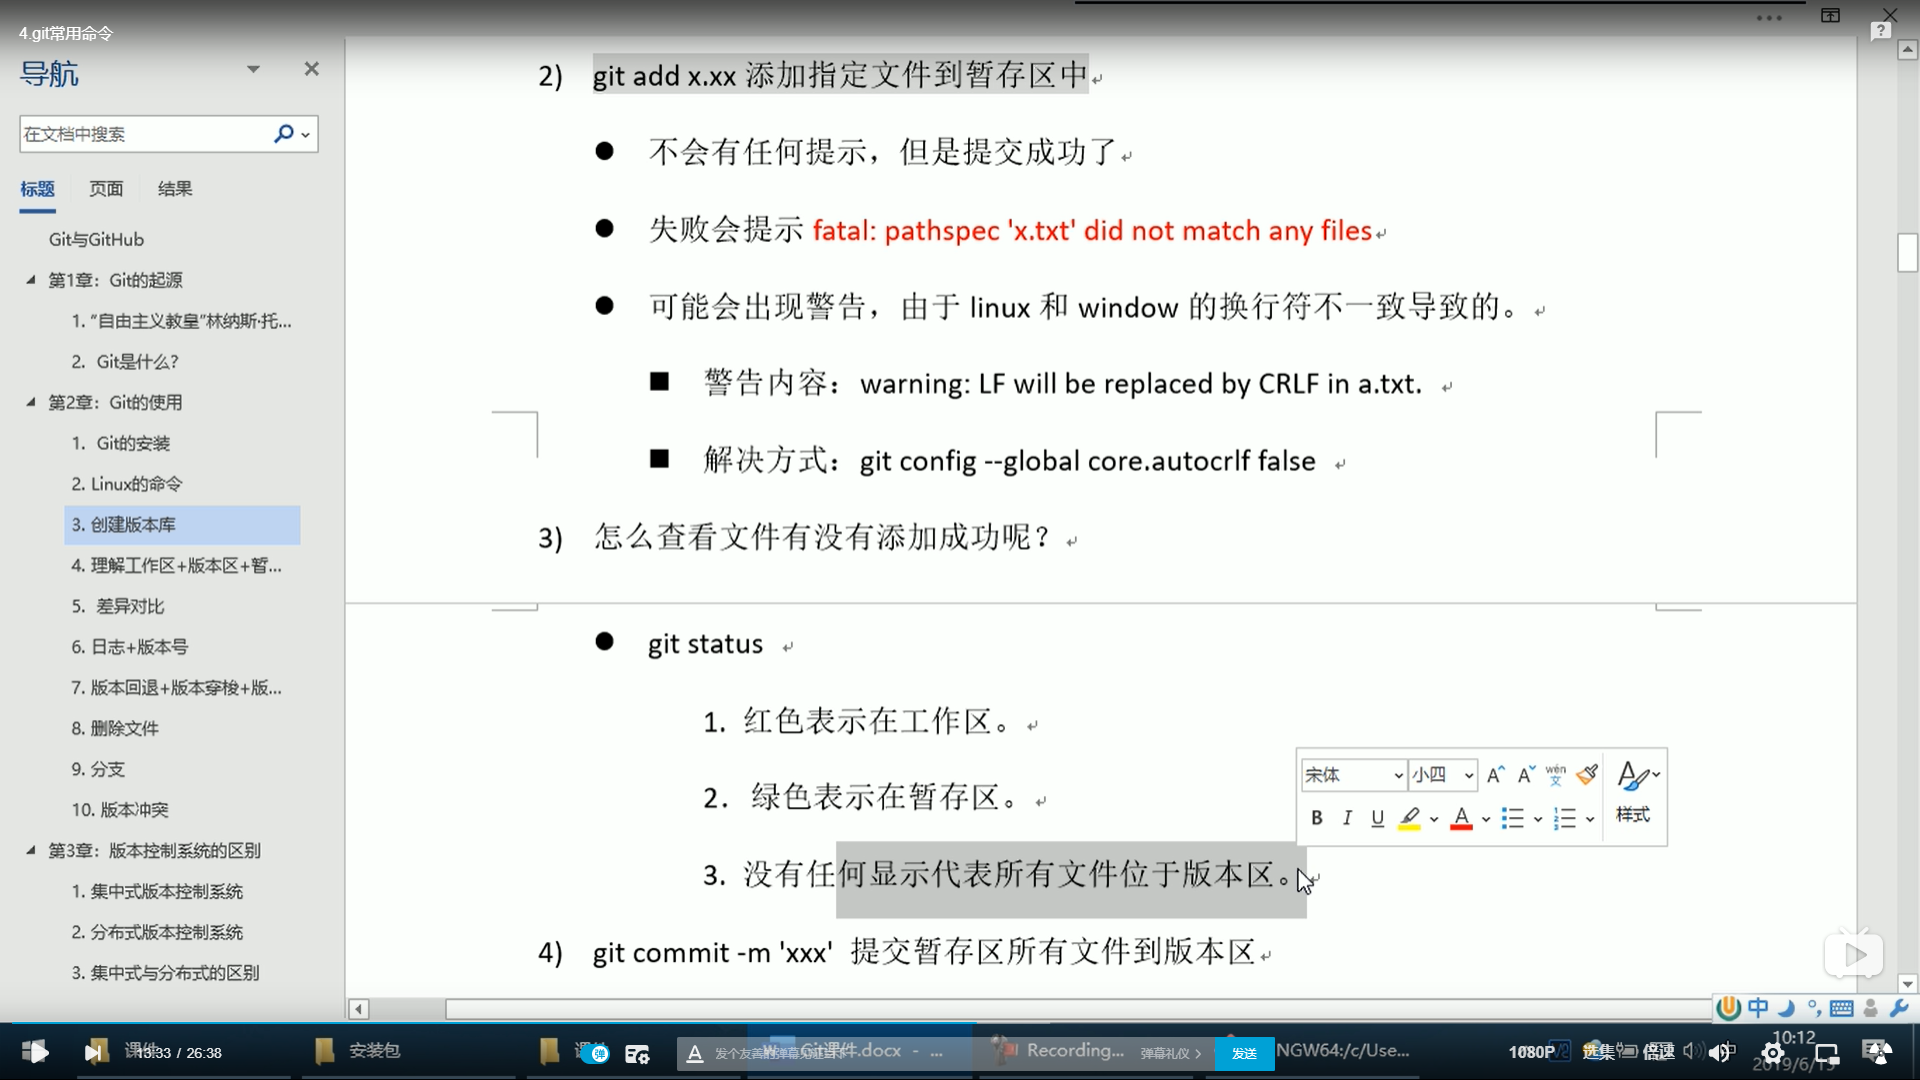 4.git常用命令
导航
在文档中搜索
标题 页面 结果
Git与GitHub
第1章：Git的起源
1. “自由主义教皇”林纳斯·托...
2. Git是什么?
第2章：Git的使用
1. Git的安装
2. Linux的命令
3. 创建版本库
4. 理解工作区+版本区+暂...
5. 差异对比
6. 日志+版本号
7. 版本回退+版本穿梭+版...
8. 删除文件
9. 分支
10. 版本冲突
第3章：版本控制系统的区别
1. 集中式版本控制系统
2. 分布式版本控制系统
3. 集中式与分布式的区别
2) git add x.xx 添加指定文件到暂存区中
不会有任何提示，但是提交成功了
失败会提示 fatal: pathspec 'x.txt' did not match any files
可能会出现警告，由于 linux 和 window 的换行符不一致导致的。
警告内容：warning: LF will be replaced by CRLF in a.txt.
解决方式：git config --global core.autocrlf false
3) 怎么查看文件有没有添加成功呢？
git status
1. 红色表示在工作区。
2. 绿色表示在暂存区。
3. 没有任何显示代表所有文件位于版本区。
4) git commit -m 'xxx' 提交暂存区所有文件到版本区
宋体 小四
wén
文
B I U A 样式
中
13:33 / 26:38
安装包
弹
Git课件.docx - ...
弹幕礼仪
发送
Recording...
NGW64:/c/Use...
1080P 选集 倍速
10:12